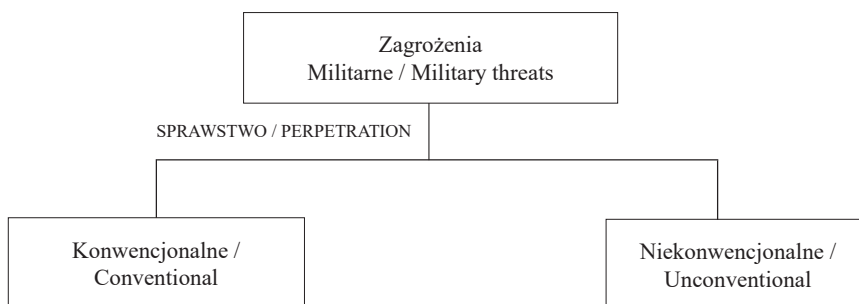 Zagrożenia
Militarne / Military threats
SPRAWSTWO / PERPETRATION
Konwencjonalne /
Conventional
Niekonwencjonalne /
Unconventional